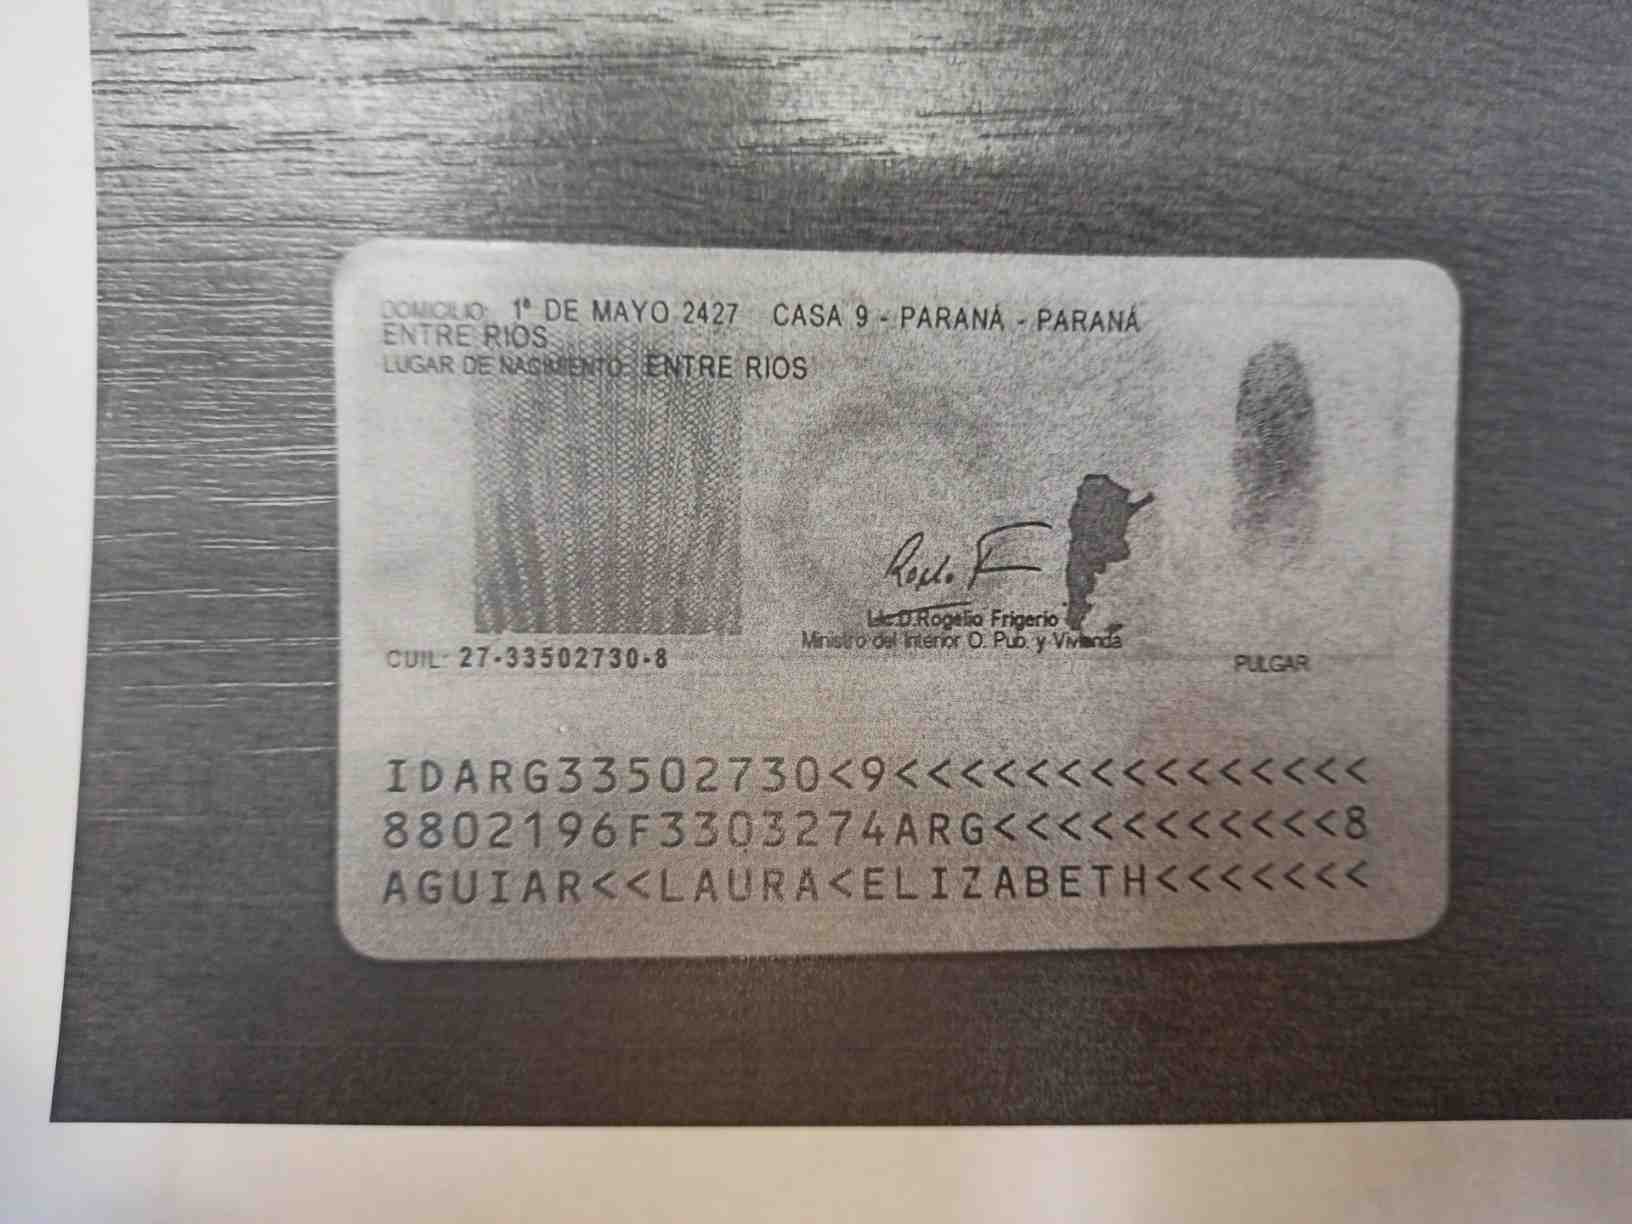 DOMICILIO: 1º DE MAYO 2427 CASA 9 - PARANÁ - PARANÁ
ENTRE RIOS
LUGAR DE NACIMIENTO: ENTRE RIOS
Lic.D.Rogelio Frigerio
Ministro del Interior O. Pub. y Vivienda
CUIL: 27-33502730-8
PULGAR
IDARG33502730<9<<<<<<<<<<<<<<<
8802196F3303274ARG<<<<<<<<<<<8
AGUIAR<<LAURA<ELIZABETH<<<<<<<